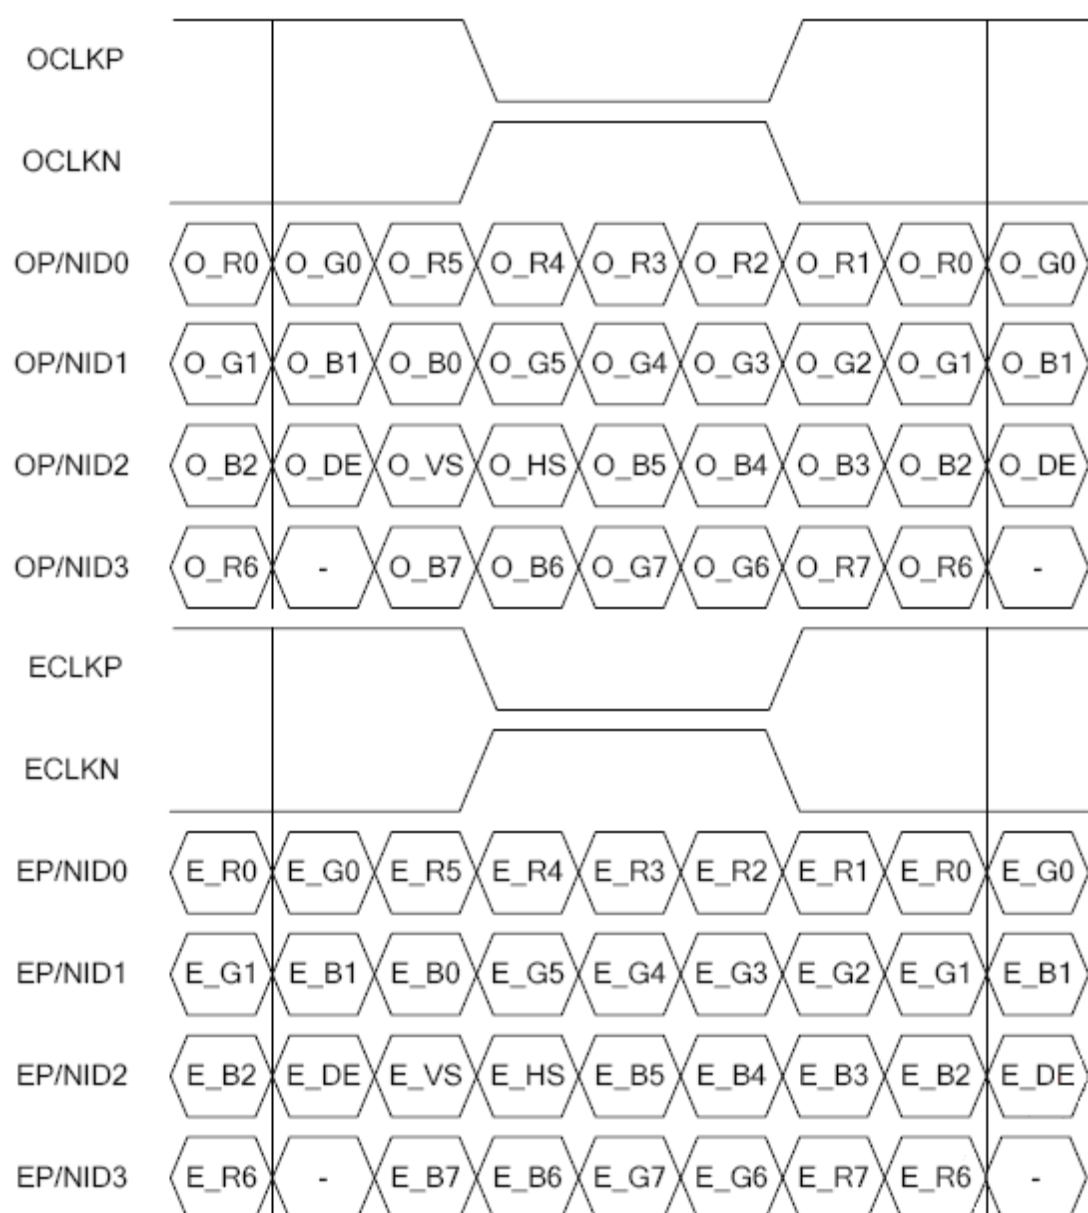 OCLKP
OCLKN
OP/NID0 O_R0 O_G0 O_R5 O_R4 O_R3 O_R2 O_R1 O_R0 O_G0
OP/NID1 O_G1 O_B1 O_B0 O_G5 O_G4 O_G3 O_G2 O_G1 O_B1
OP/NID2 O_B2 O_DE O_VS O_HS O_B5 O_B4 O_B3 O_B2 O_DE
OP/NID3 O_R6 - O_B7 O_B6 O_G7 O_G6 O_R7 O_R6 -
ECLKP
ECLKN
EP/NID0 E_R0 E_G0 E_R5 E_R4 E_R3 E_R2 E_R1 E_R0 E_G0
EP/NID1 E_G1 E_B1 E_B0 E_G5 E_G4 E_G3 E_G2 E_G1 E_B1
EP/NID2 E_B2 E_DE E_VS E_HS E_B5 E_B4 E_B3 E_B2 E_DE
EP/NID3 E_R6 - E_B7 E_B6 E_G7 E_G6 E_R7 E_R6 -